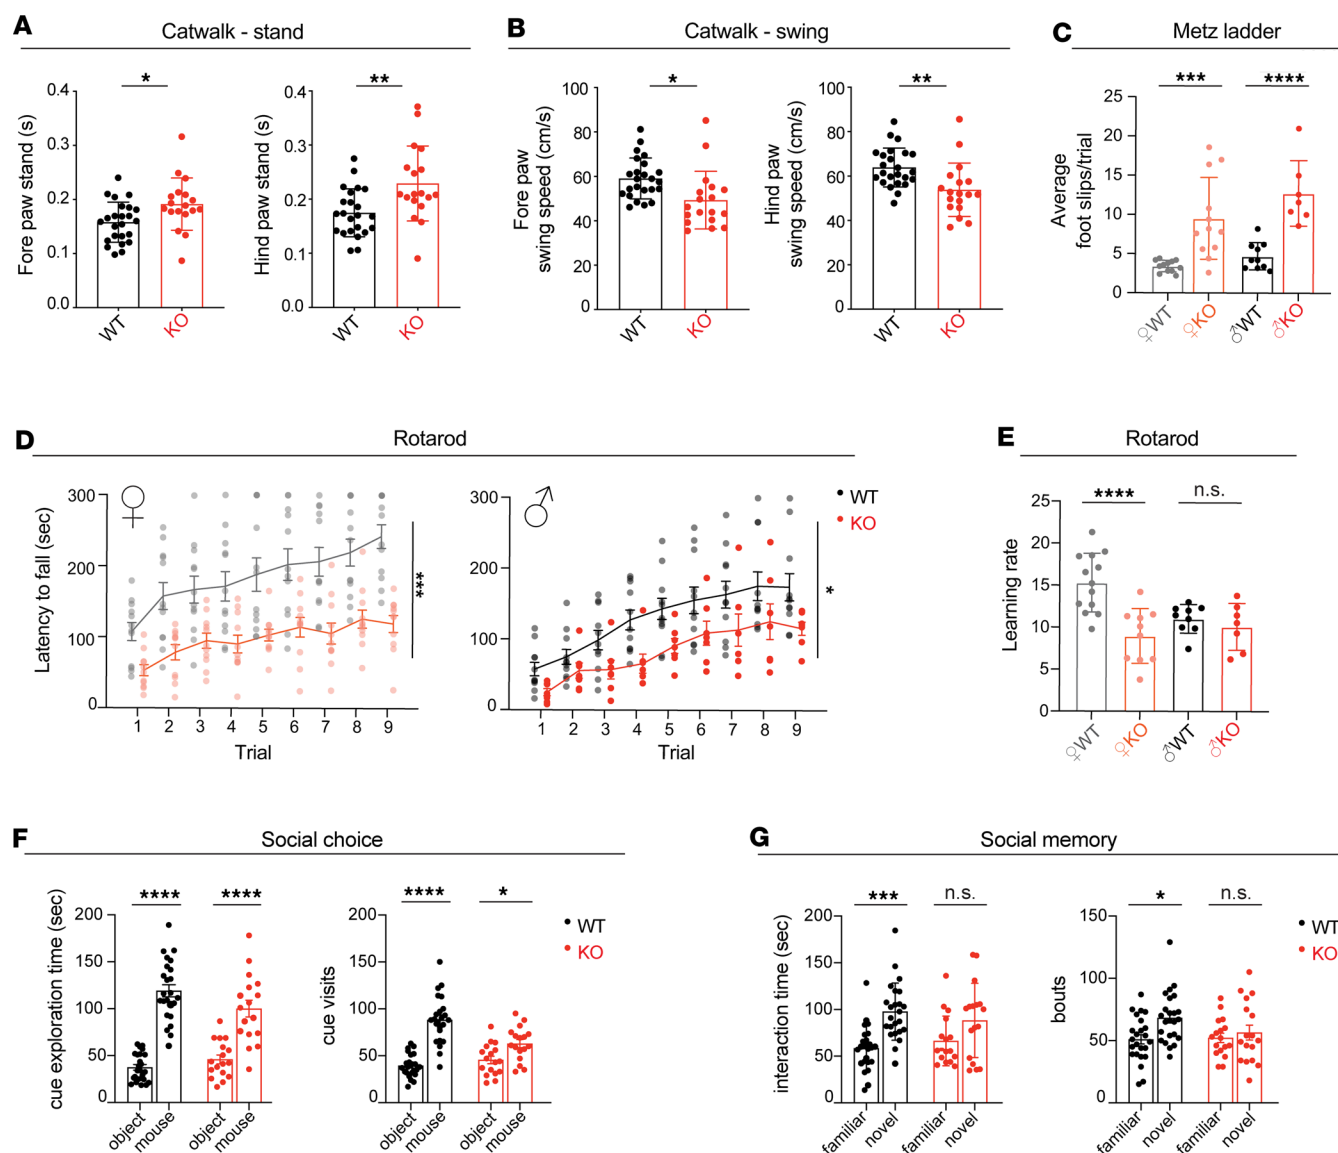 A Catwalk - stand
B Catwalk - swing
C Metz ladder
* ** * ** *** ****
Fore paw stand (s)
0.4
0.3
0.2
0.1
0.0
WT KO
Hind paw stand (s)
0.4
0.3
0.2
0.1
0.0
WT KO
Fore paw
swing speed (cm/s)
100
80
60
40
20
0
WT KO
Hind paw
swing speed (cm/s)
100
80
60
40
20
0
WT KO
Average
foot slips/trial
25
20
15
10
5
0
♀WT ♀KO ♂WT ♂KO
D Rotarod
Latency to fall (sec)
♀
300
200
100
0
1 2 3 4 5 6 7 8 9
Trial
***
♂
300
200
100
0
1 2 3 4 5 6 7 8 9
Trial
*
WT
KO
E Rotarod
**** n.s.
Learning rate
25
20
15
10
5
0
♀WT ♀KO ♂WT ♂KO
F Social choice
**** ****
cue exploration time (sec)
200
150
100
50
0
object mouse object mouse
**** *
cue visits
200
150
100
50
0
object mouse object mouse
WT
KO
G Social memory
*** n.s.
interaction time (sec)
200
150
100
50
0
familiar novel familiar novel
* n.s.
bouts
150
100
50
0
familiar novel familiar novel
WT
KO